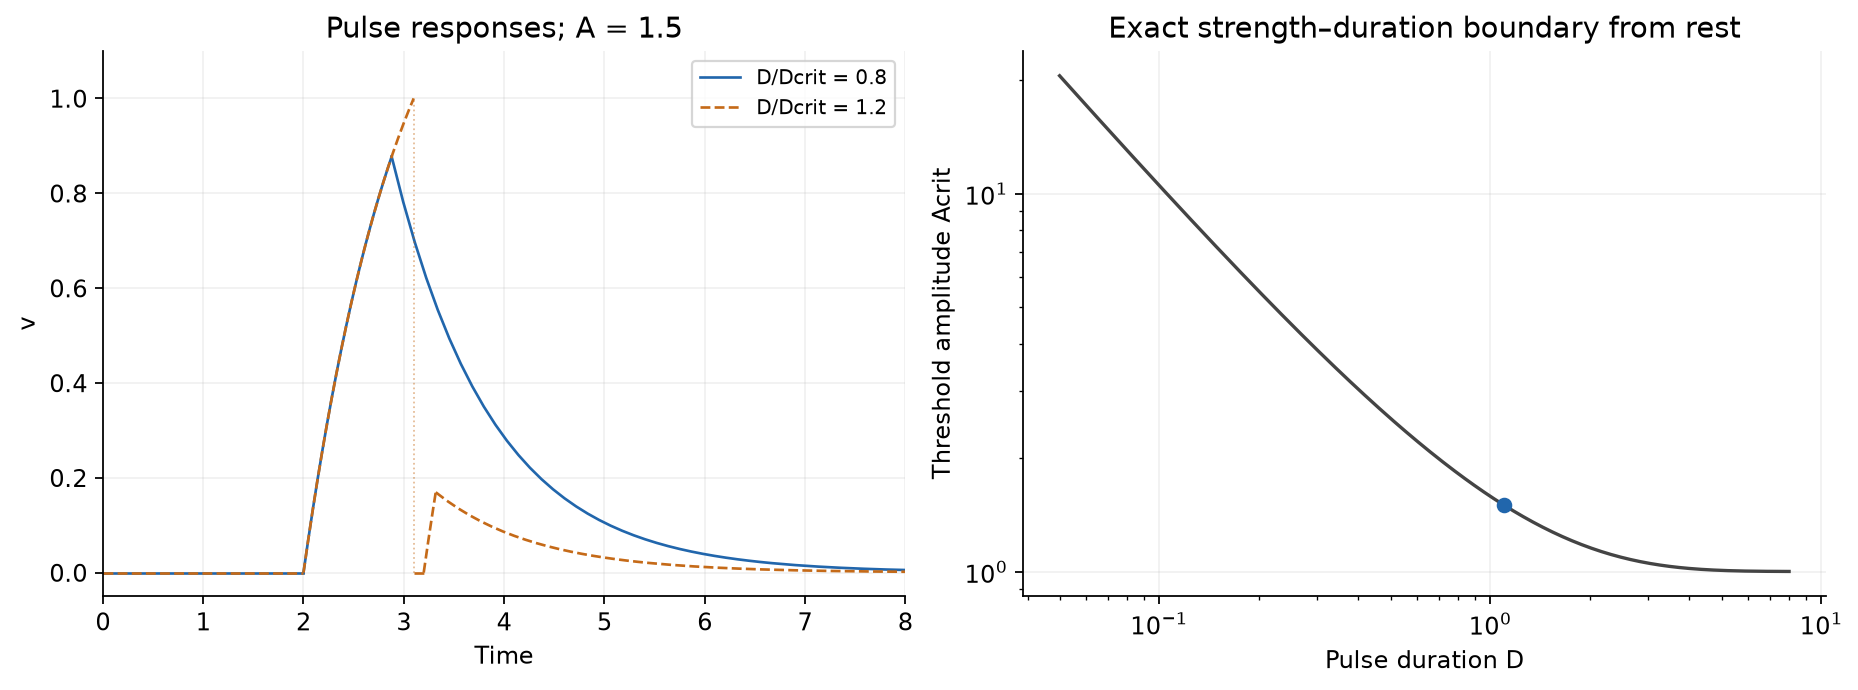 Pulse responses; A = 1.5
D/Dcrit = 0.8
D/Dcrit = 1.2
1.0
0.8
0.6
0.4
0.2
0.0
v
0 1 2 3 4 5 6 7 8
Time
Exact strength–duration boundary from rest
Threshold amplitude Acrit
10¹
10⁰
10⁻¹ 10⁰ 10¹
Pulse duration D